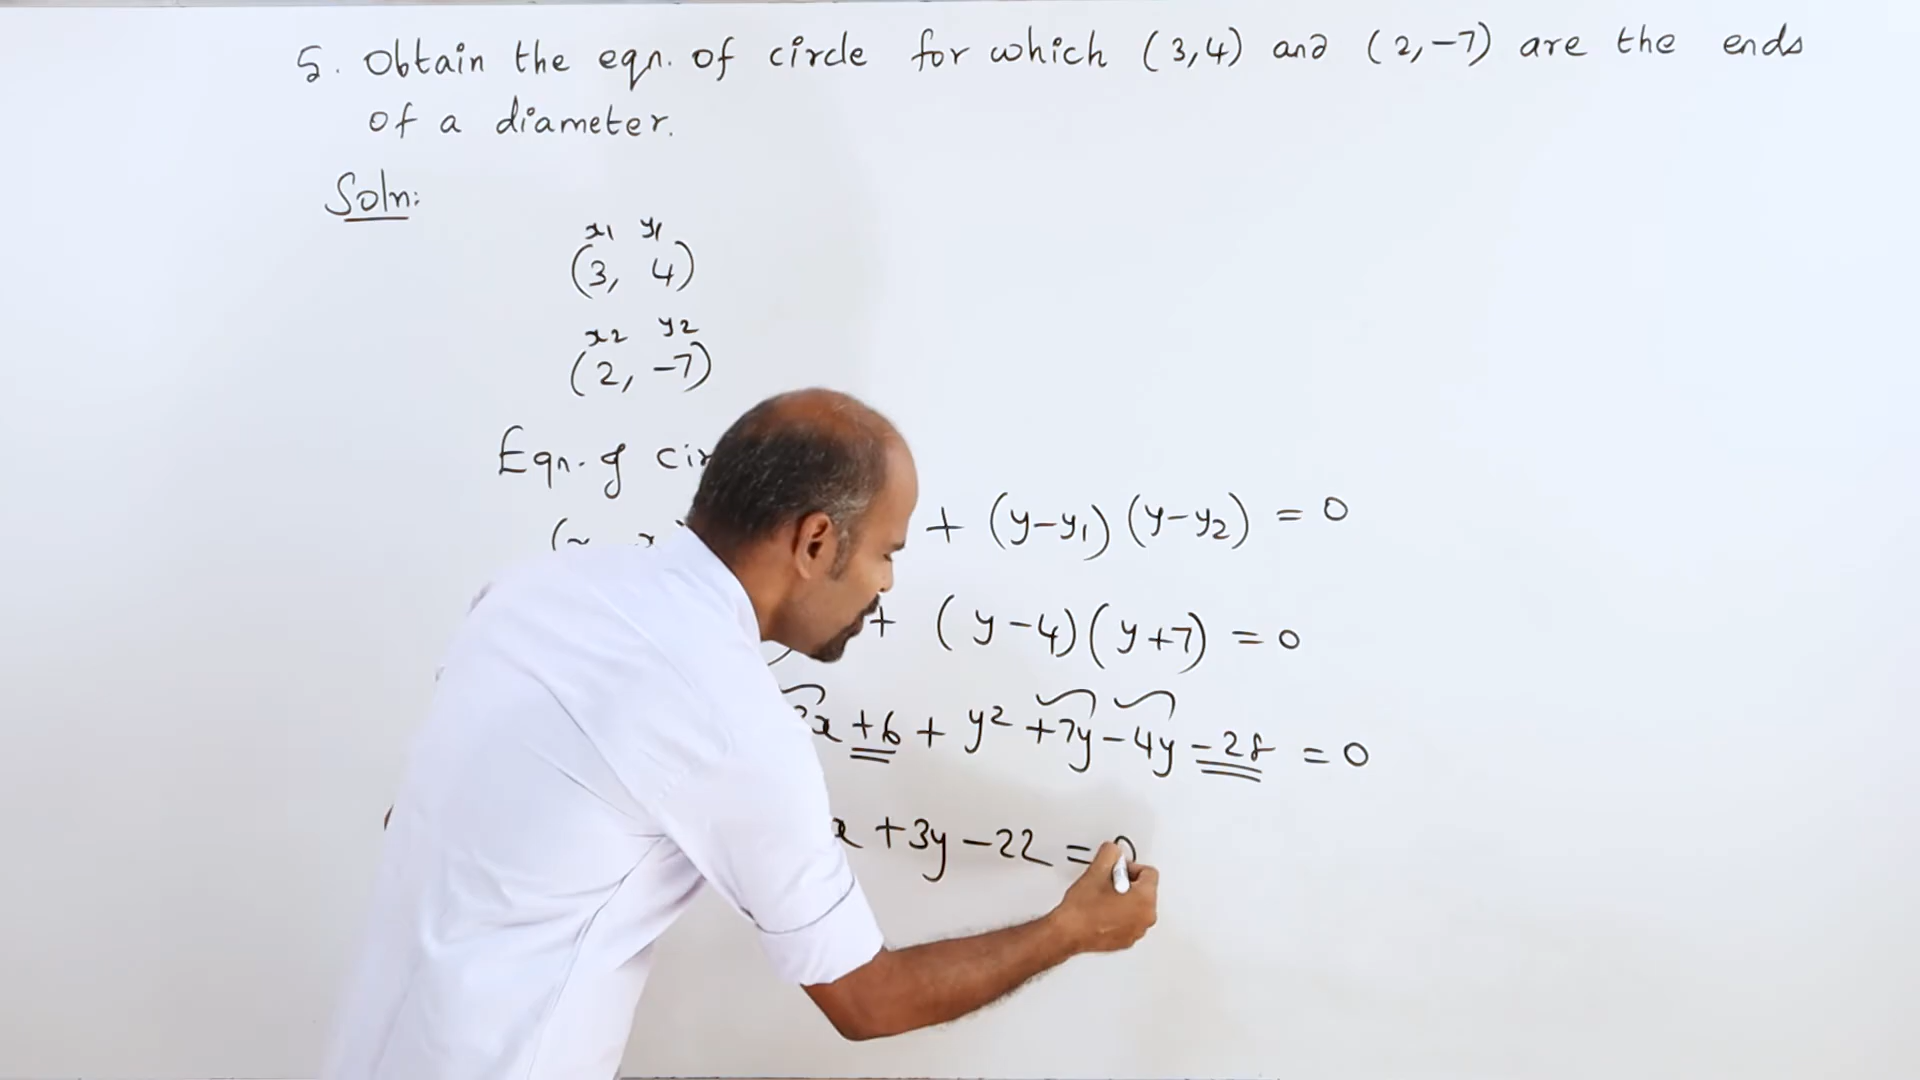 5. Obtain the eqn. of circle for which (3,4) and (2,-7) are the ends
of a diameter.
Soln:
x1 y1
(3, 4)
x2 y2
(2, -7)
Eqn. of
+ (y-y1) (y-y2) = 0
+ (y-4)(y+7) = 0
x +6 + y² +7y -4y -28 = 0
x +3y -22 = 0